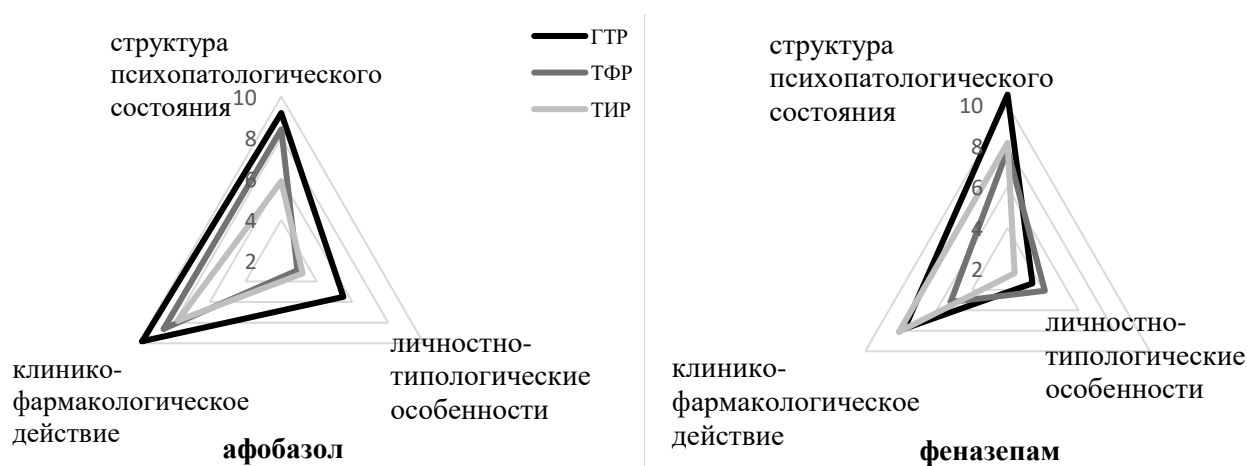 структура
психопатологического
состояния
10
8
6
4
2
ГТР
ТФР
ТИР
личностно-
типологические
особенности
клинико-
фармакологическое
действие
афобазол
структура
психопатологического
состояния
10
8
6
4
2
личностно-
типологические
особенности
клинико-
фармакологическое
действие
феназепам